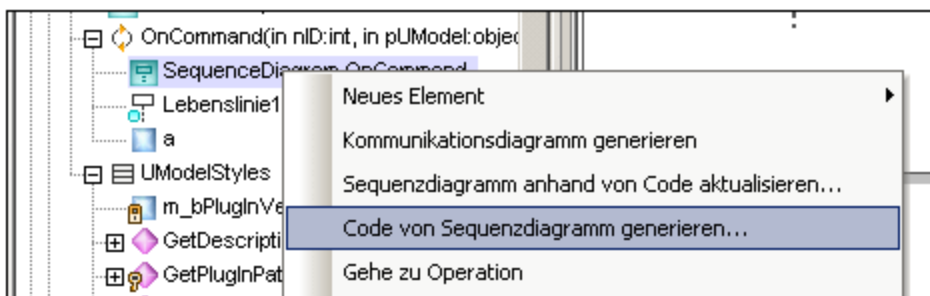 OnCommand(in nID:int, in pUModel:objec
SequenceDiagram OnCommand
Lebenslinie1
a
UModelStyles
m_bPlugInVe
GetDescripti
GetPlugInPat
Neues Element
Kommunikationsdiagramm generieren
Sequenzdiagramm anhand von Code aktualisieren...
Code von Sequenzdiagramm generieren...
Gehe zu Operation